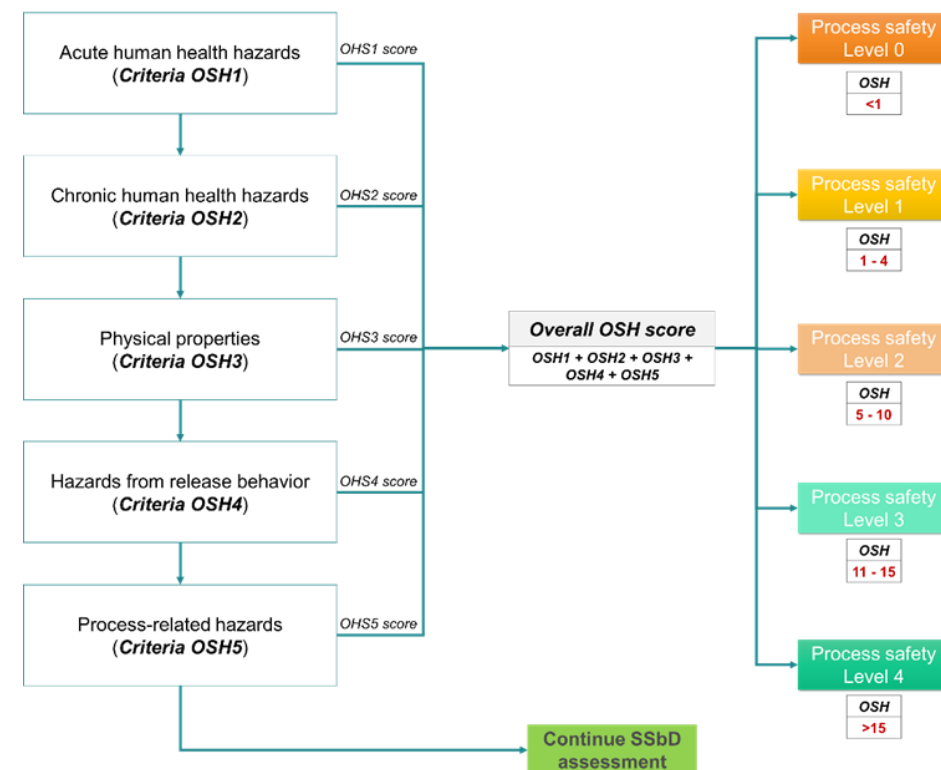 Acute human health hazards
(Criteria OSH1)
OHS1 score
Chronic human health hazards
(Criteria OSH2)
OHS2 score
Physical properties
(Criteria OSH3)
OHS3 score
Hazards from release behavior
(Criteria OSH4)
OHS4 score
Process-related hazards
(Criteria OSH5)
OHS5 score
Continue SSbD
assessment
Overall OSH score
OSH1 + OSH2 + OSH3 +
OSH4 + OSH5
Process safety
Level 0
OSH
<1
Process safety
Level 1
OSH
1 - 4
Process safety
Level 2
OSH
5 - 10
Process safety
Level 3
OSH
11 - 15
Process safety
Level 4
OSH
>15